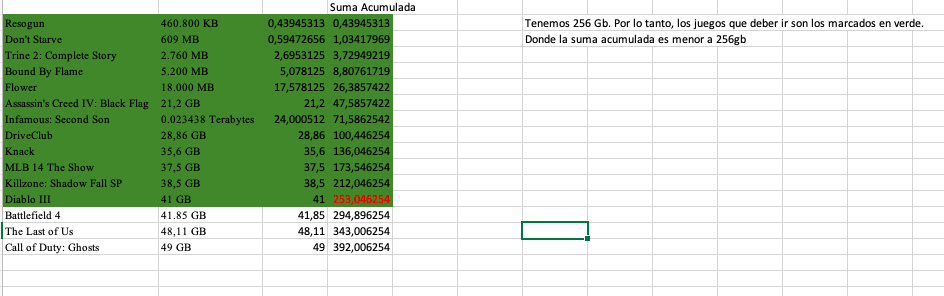 Suma Acumulada
Resogun 460.800 KB 0,43945313 0,43945313 Tenemos 256 Gb. Por lo tanto, los juegos que deber ir son los marcados en verde.
Don't Starve 609 MB 0,59472656 1,03417969 Donde la suma acumulada es menor a 256gb
Trine 2: Complete Story 2.760 MB 2,6953125 3,72949219
Bound By Flame 5.200 MB 5,078125 8,80761719
Flower 18.000 MB 17,578125 26,3857422
Assassin's Creed IV: Black Flag 21,2 GB 21,2 47,5857422
Infamous: Second Son 0.023438 Terabytes 24,000512 71,5862542
DriveClub 28,86 GB 28,86 100,446254
Knack 35,6 GB 35,6 136,046254
MLB 14 The Show 37,5 GB 37,5 173,546254
Killzone: Shadow Fall SP 38,5 GB 38,5 212,046254
Diablo III 41 GB 41 253,046254
Battlefield 4 41.85 GB 41,85 294,896254
The Last of Us 48,11 GB 48,11 343,006254
Call of Duty: Ghosts 49 GB 49 392,006254